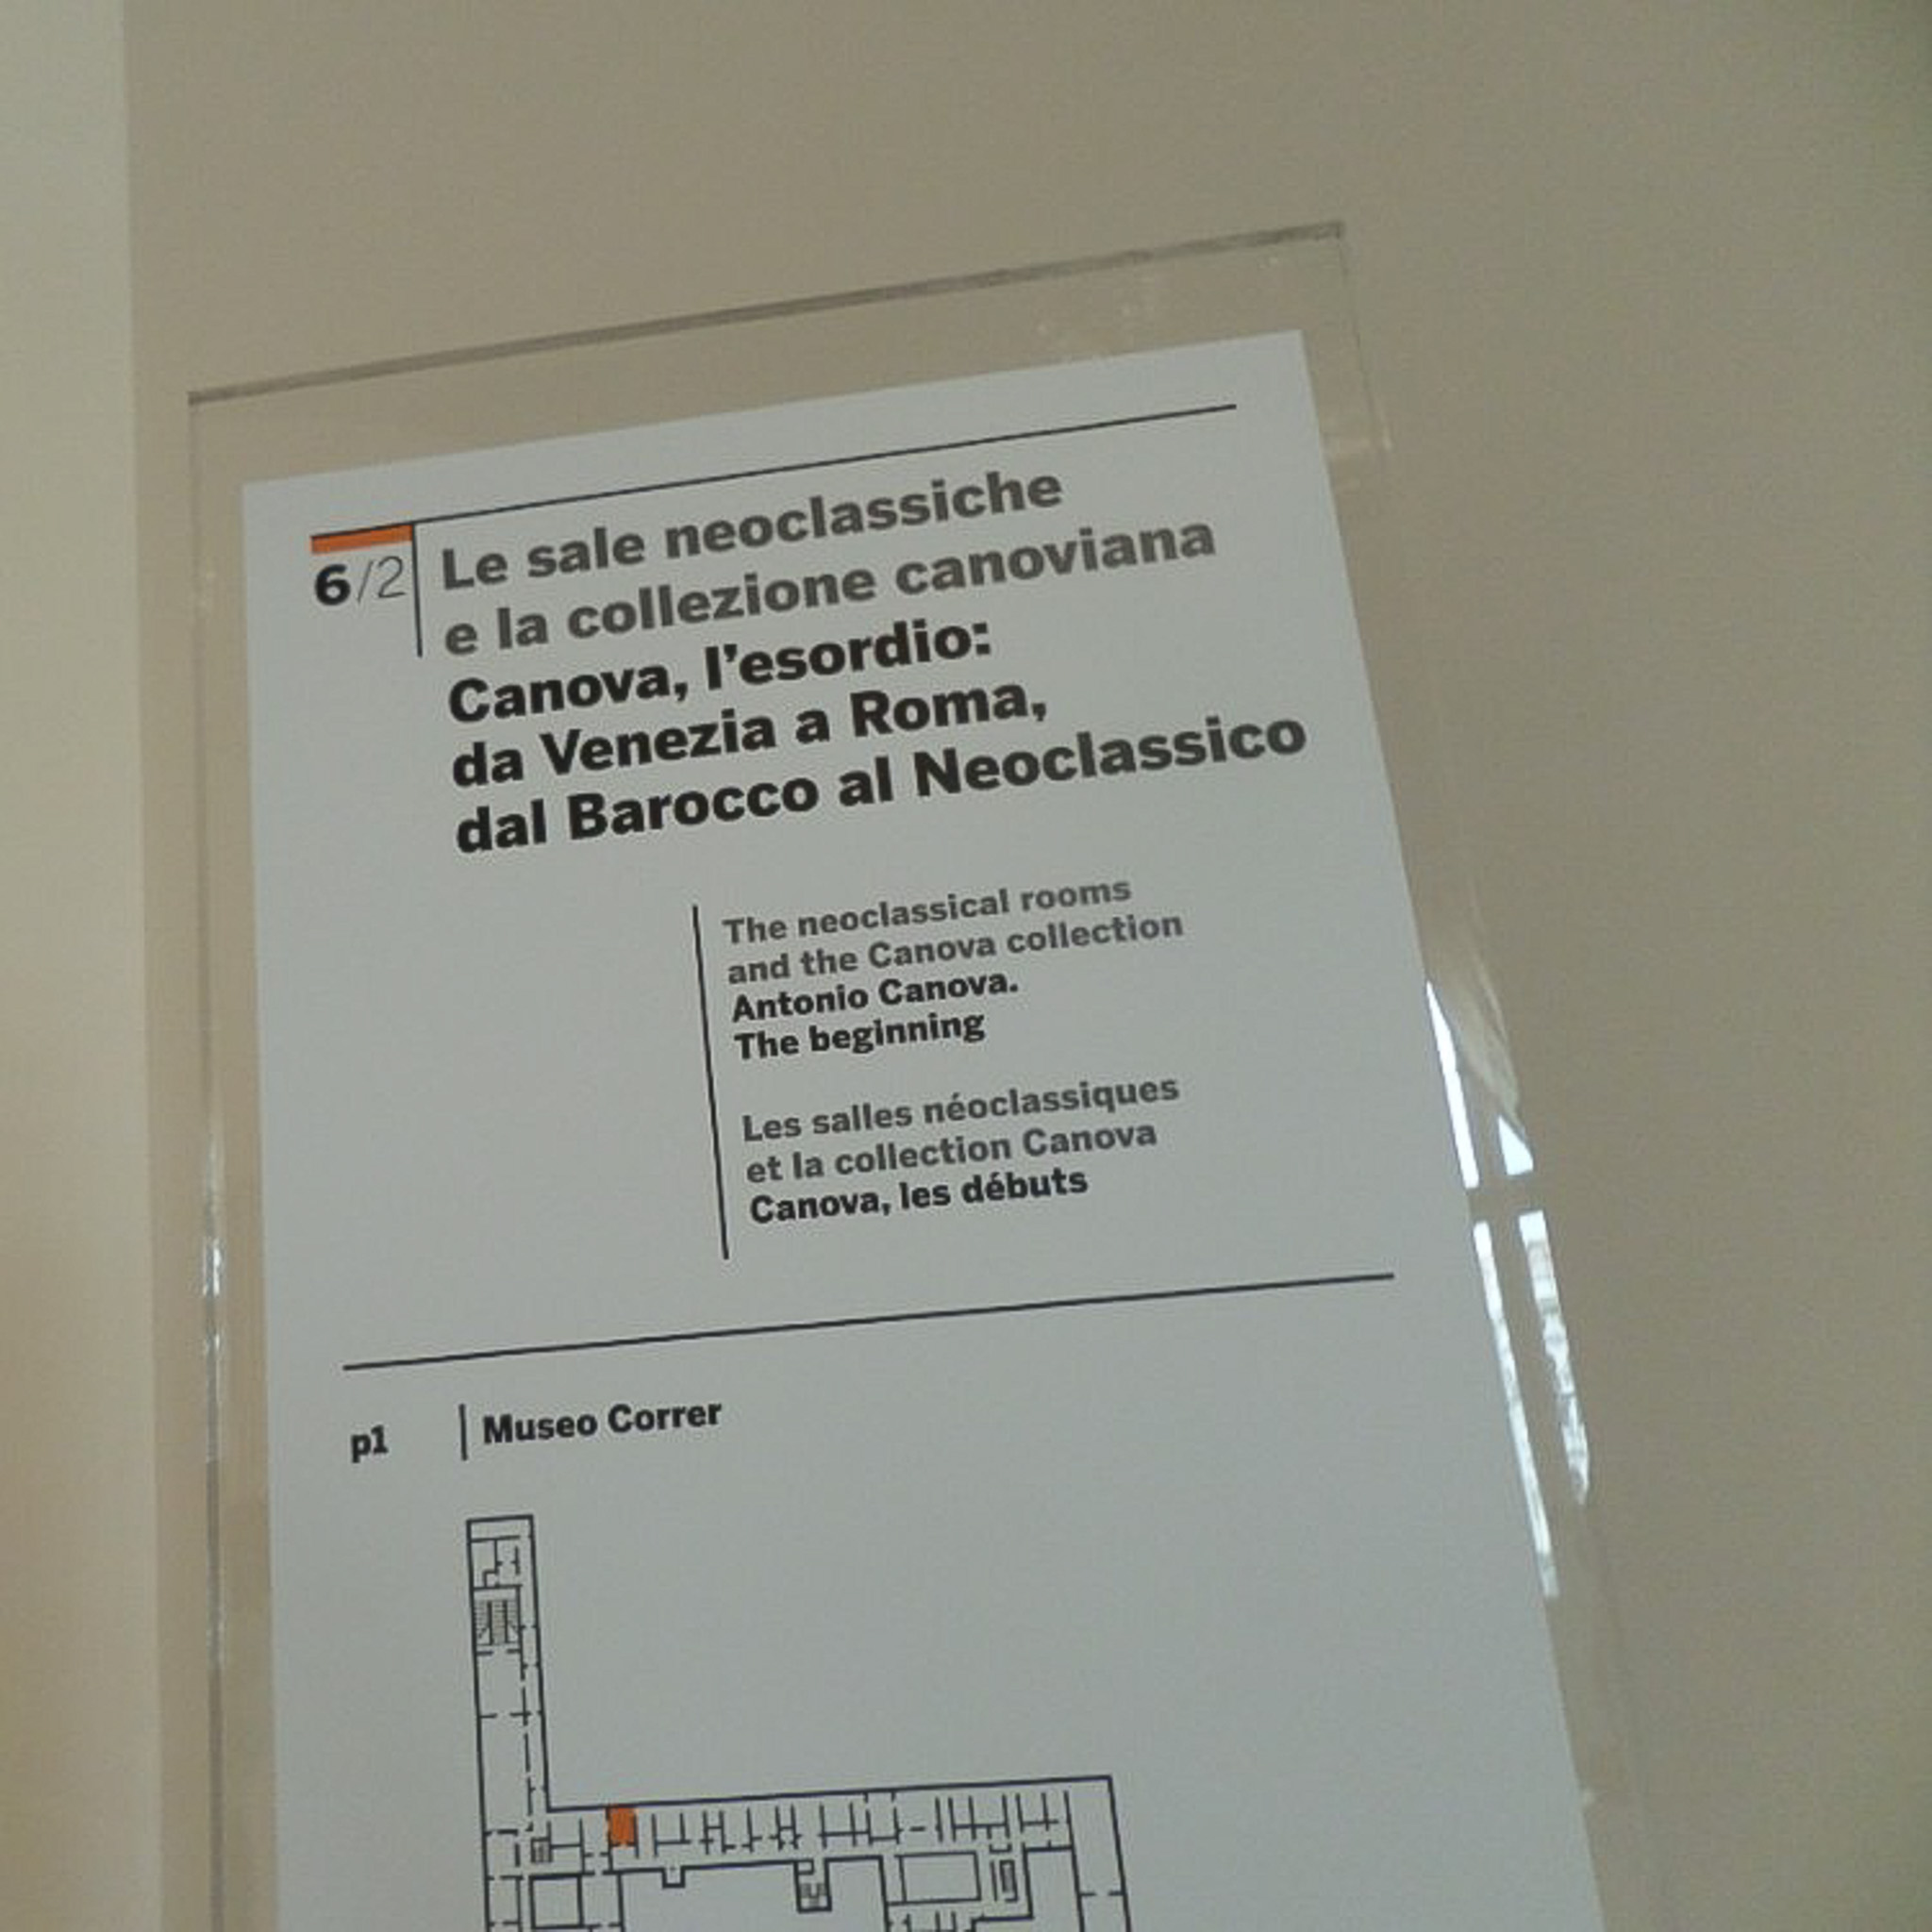 6/2
Le sale neoclassiche
e la collezione canoviana
Canova, l'esordio:
da Venezia a Roma,
dal Barocco al Neoclassico
The neoclassical rooms
and the Canova collection
Antonio Canova.
The beginning
Les salles néoclassiques
et la collection Canova
Canova, les débuts
p1
Museo Correr